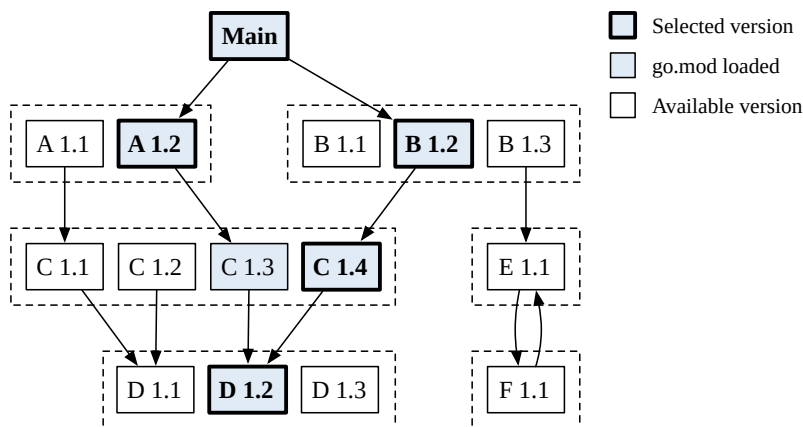 Main
Selected version
go.mod loaded
Available version
A 1.1 A 1.2 B 1.1 B 1.2 B 1.3
C 1.1 C 1.2 C 1.3 C 1.4 E 1.1
D 1.1 D 1.2 D 1.3 F 1.1